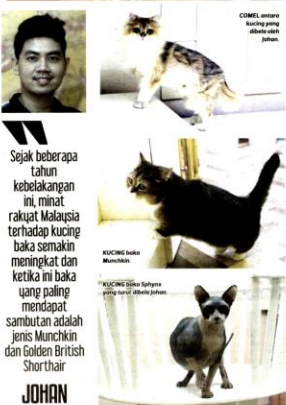 COMEL antara
kucing yang
dibela oleh
Johan.
Sejak beberapa
tahun
kebelakangan
ini, minat
rakyat Malaysia
terhadap kucing
baka semakin
meningkat dan
ketika ini baka
yang paling
mendapat
sambutan adalah
jenis Munchkin
dan Golden British
Shorthair
JOHAN
KUCING baka
Munchkin.
KUCING baka Sphynx
yang turut dibela Johan.